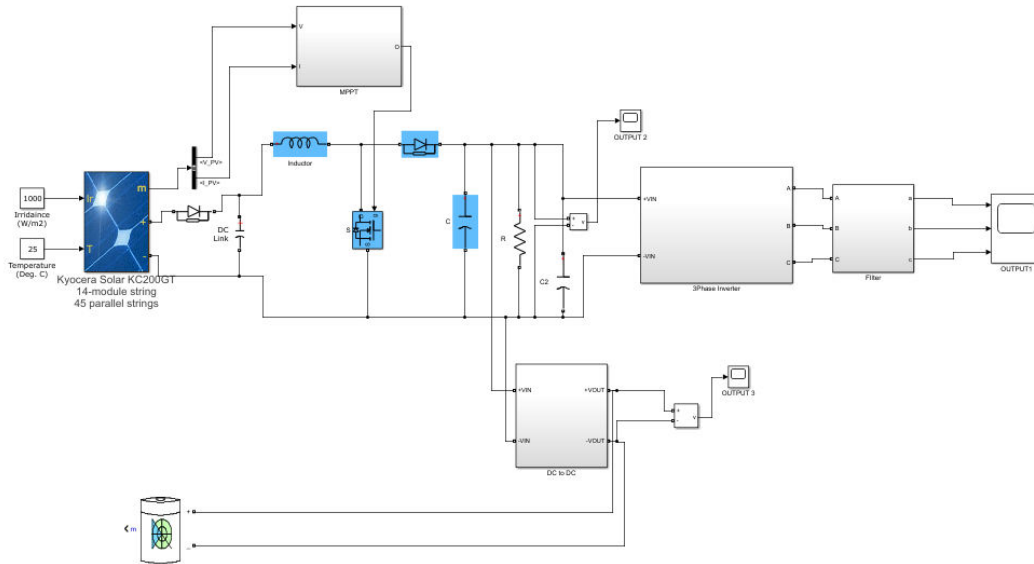 V
I
D
MPPT
<V_PV>
<I_PV>
Inductor
OUTPUT 2
1000
Irridaince
(W/m2)
25
Temperature
(Deg. C)
Ir
T
m
+
-
Kyocera Solar KC200GT
14-module string
45 parallel strings
DC
Link
S
C
R
C2
+
-
v
+VIN
-VIN
A
B
C
3Phase Inverter
A
B
C
a
b
c
FIlter
OUTPUT1
+VIN
-VIN
+VOUT
-VOUT
DC to DC
+
-
v
OUTPUT 3
m
+
_